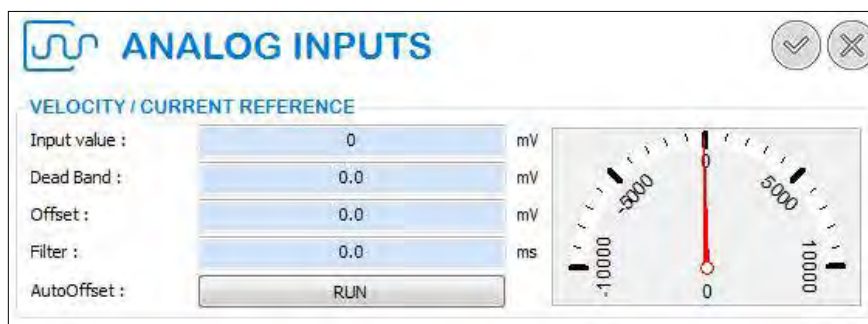 ANALOG INPUTS
VELOCITY / CURRENT REFERENCE
Input value : 0 mV
Dead Band : 0.0 mV
Offset : 0.0 mV
Filter : 0.0 ms
AutoOffset : RUN
-10000 -5000 0 5000 10000
0